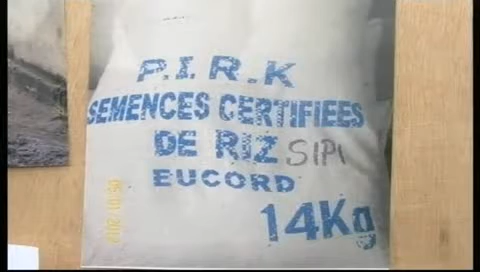 P.I.R.K
SEMENCES CERTIFIEES
DE RIZ SIPI
EUCORD
14Kg